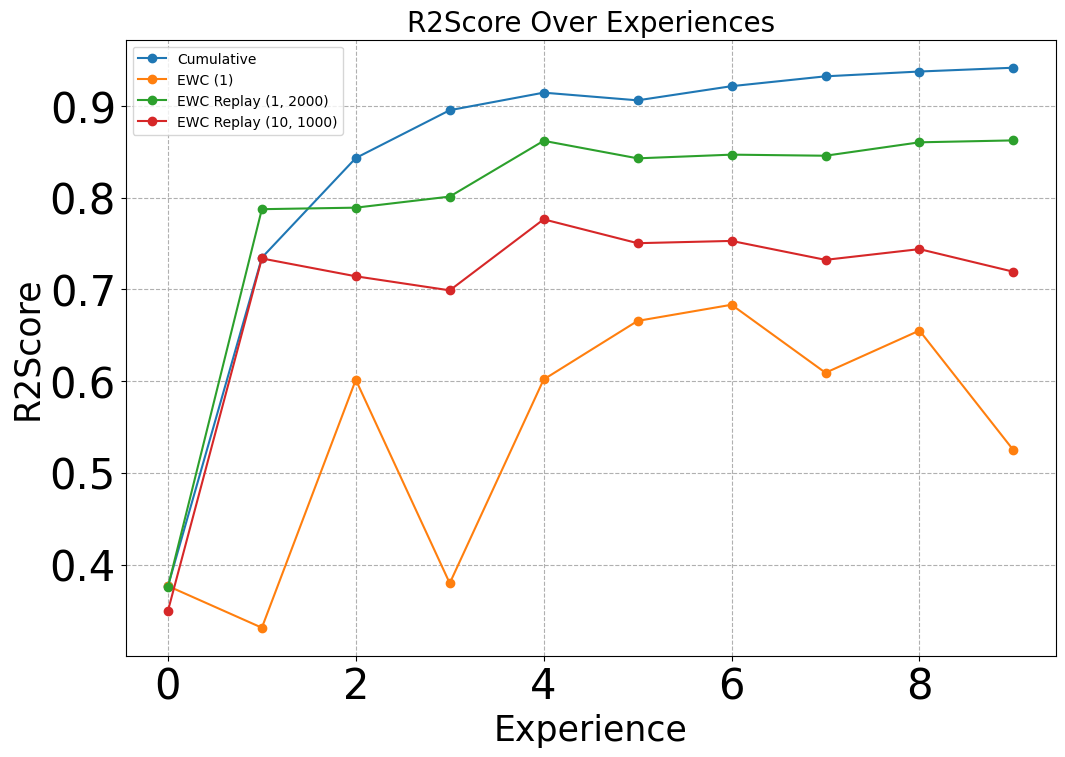 R2Score Over Experiences
Cumulative
EWC (1)
EWC Replay (1, 2000)
EWC Replay (10, 1000)
R2Score
0.9
0.8
0.7
0.6
0.5
0.4
0 2 4 6 8
Experience